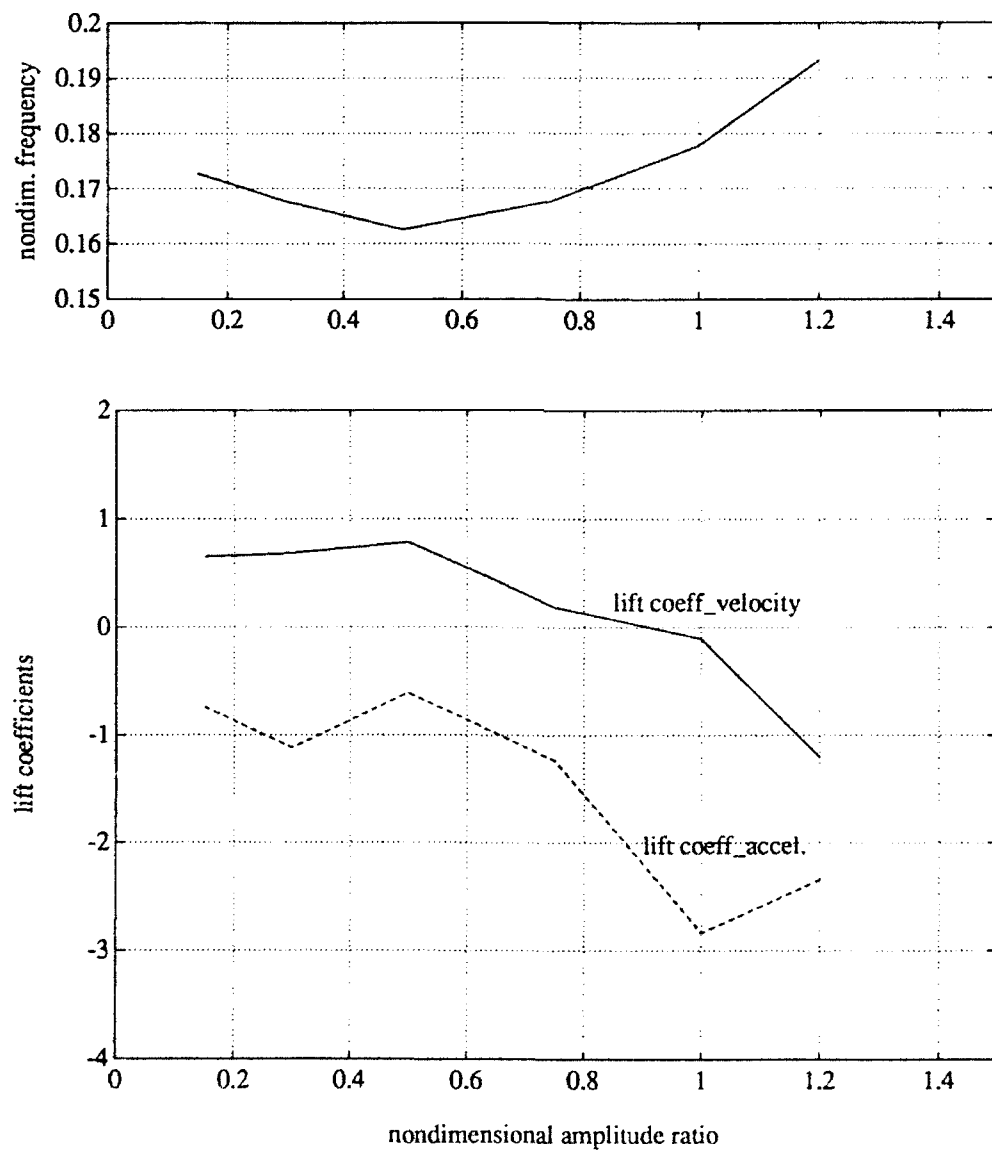 0.2
0.19
0.18
0.17
0.16
0.15
nondim. frequency
0 0.2 0.4 0.6 0.8 1 1.2 1.4
2
1
0
-1
-2
-3
-4
lift coefficients
lift coeff_velocity
lift coeff_accel.
0 0.2 0.4 0.6 0.8 1 1.2 1.4
nondimensional amplitude ratio